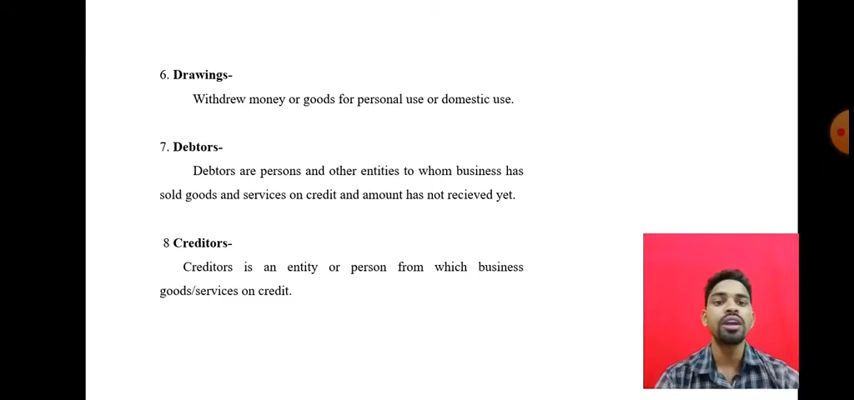 6. Drawings-
Withdrew money or goods for personal use or domestic use.
7. Debtors-
Debtors are persons and other entities to whom business has
sold goods and services on credit and amount has not recieved yet.
8 Creditors-
Creditors is an entity or person from which business
goods/services on credit.